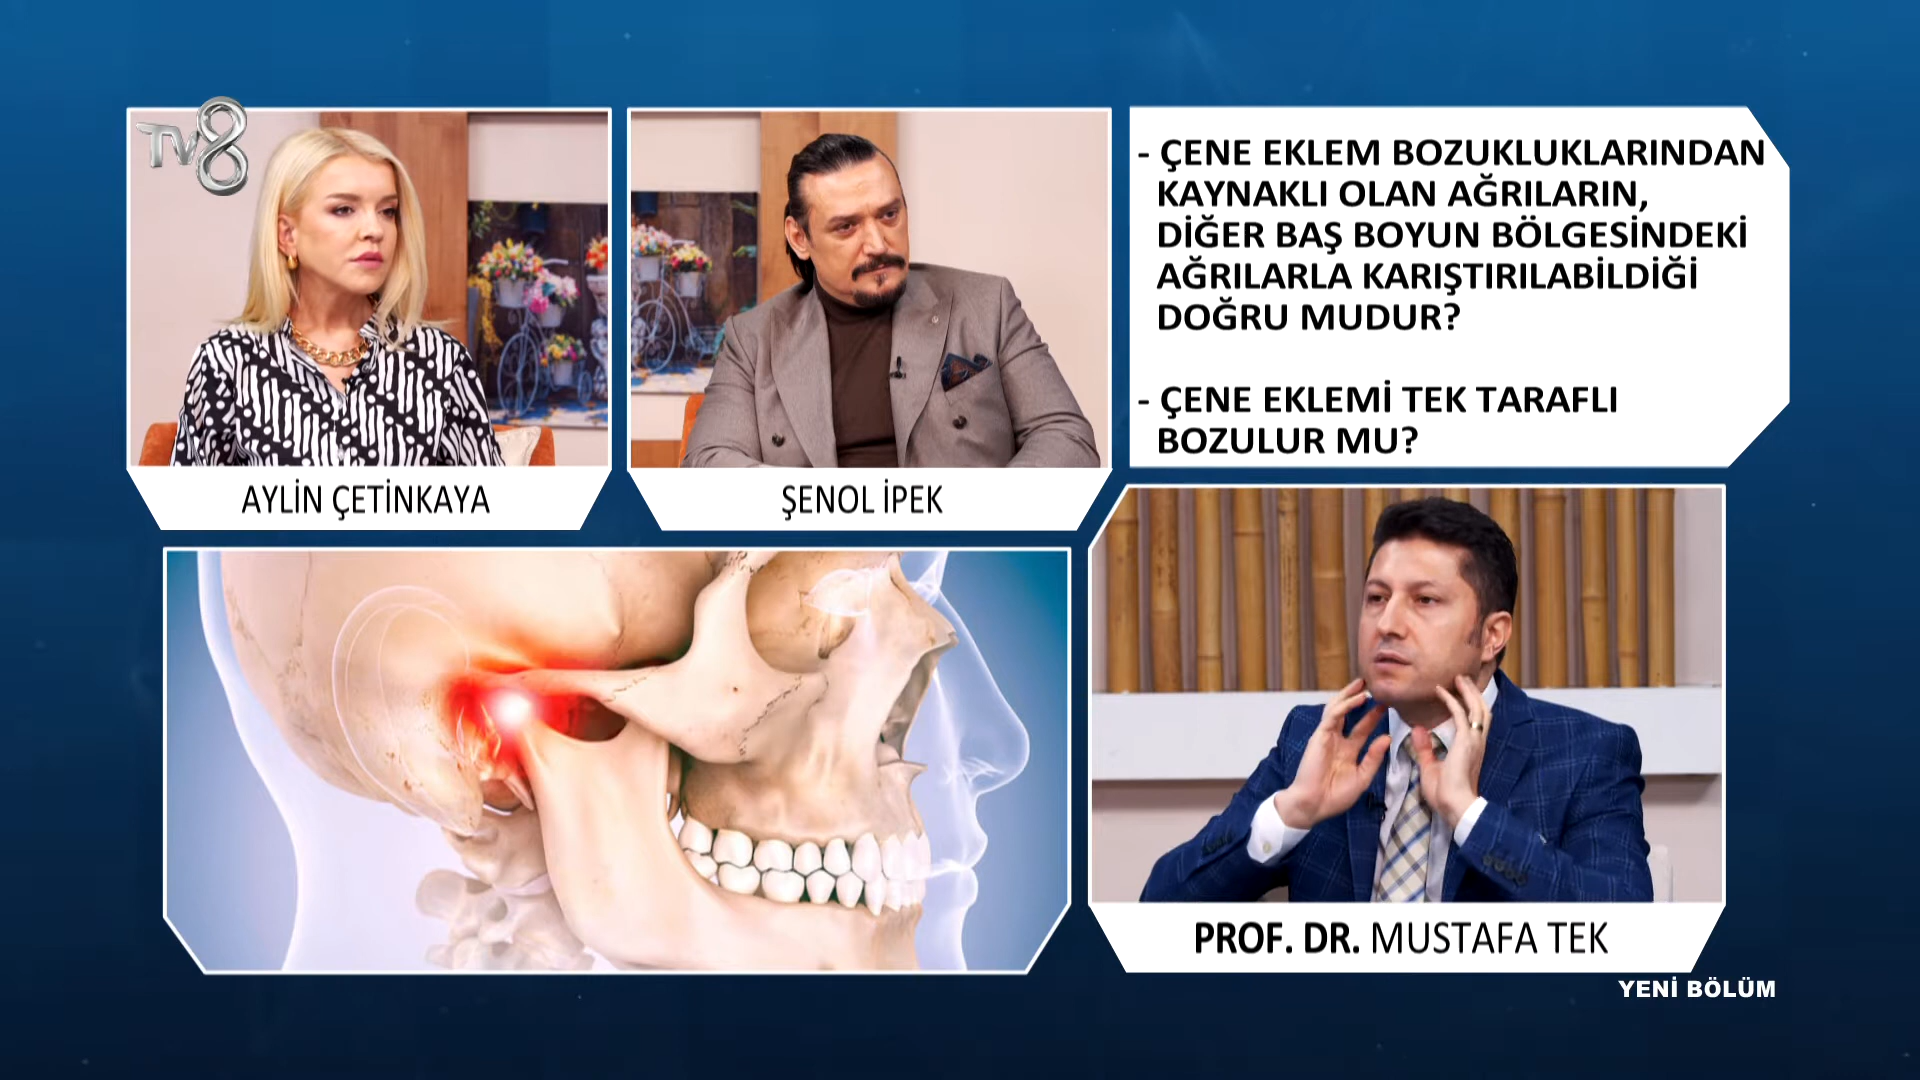 TV8
- ÇENE EKLEM BOZUKLUKLARINDAN
KAYNAKLI OLAN AĞRILARIN,
DİĞER BAŞ BOYUN BÖLGESİNDEKİ
AĞRILARLA KARIŞTIRILABİLDİĞİ
DOĞRU MUDUR?
- ÇENE EKLEMİ TEK TARAFLI
BOZULUR MU?
AYLİN ÇETİNKAYA
ŞENOL İPEK
PROF. DR. MUSTAFA TEK
YENİ BÖLÜM